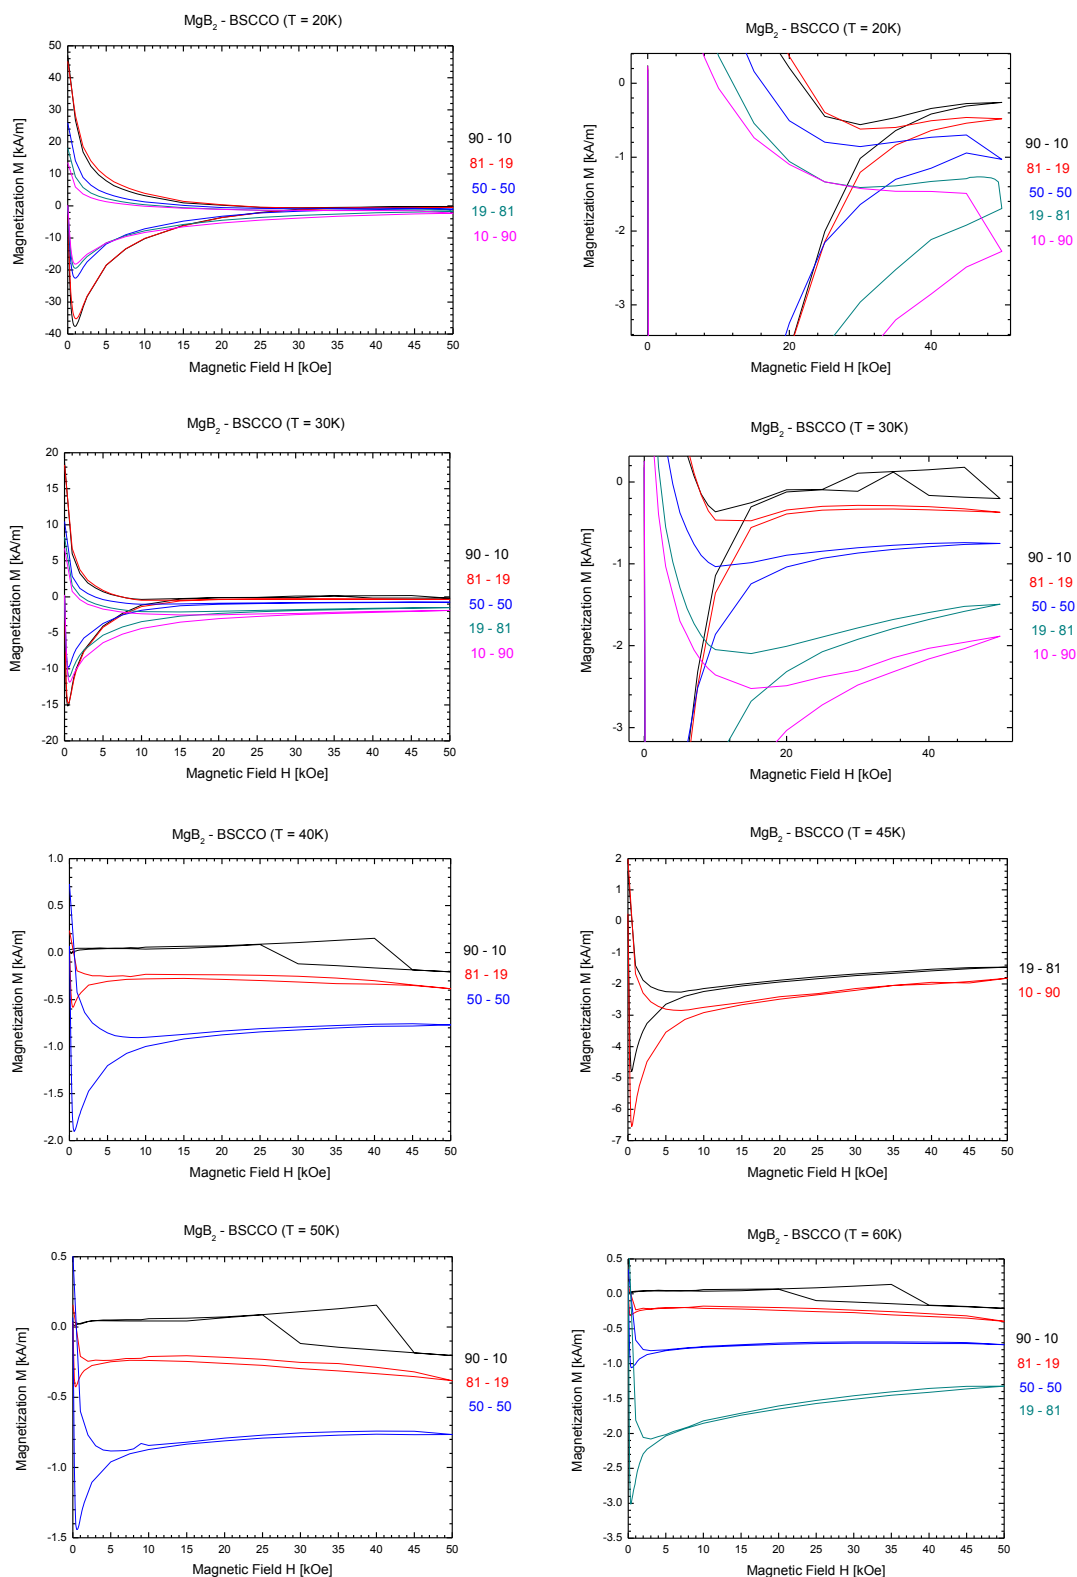 MgB2 - BSCCO (T = 20K)
50
40
30
20
10
0
-10
-20
-30
-40
Magnetization M [kA/m]
0 5 10 15 20 25 30 35 40 45 50
Magnetic Field H [kOe]
90 - 10
81 - 19
50 - 50
19 - 81
10 - 90
MgB2 - BSCCO (T = 20K)
0
-1
-2
-3
Magnetization M [kA/m]
0 20 40
Magnetic Field H [kOe]
90 - 10
81 - 19
50 - 50
19 - 81
10 - 90
MgB2 - BSCCO (T = 30K)
20
15
10
5
0
-5
-10
-15
-20
Magnetization M [kA/m]
0 5 10 15 20 25 30 35 40 45 50
Magnetic Field H [kOe]
90 - 10
81 - 19
50 - 50
19 - 81
10 - 90
MgB2 - BSCCO (T = 30K)
0
-1
-2
-3
Magnetization M [kA/m]
0 20 40
Magnetic Field H [kOe]
90 - 10
81 - 19
50 - 50
19 - 81
10 - 90
MgB2 - BSCCO (T = 40K)
1.0
0.5
0.0
-0.5
-1.0
-1.5
-2.0
Magnetization M [kA/m]
0 5 10 15 20 25 30 35 40 45 50
Magnetic Field H [kOe]
90 - 10
81 - 19
50 - 50
MgB2 - BSCCO (T = 45K)
2
1
0
-1
-2
-3
-4
-5
-6
-7
Magnetization M [kA/m]
0 5 10 15 20 25 30 35 40 45 50
Magnetic Field H [kOe]
19 - 81
10 - 90
MgB2 - BSCCO (T = 50K)
0.5
0.0
-0.5
-1.0
-1.5
Magnetization M [kA/m]
0 5 10 15 20 25 30 35 40 45 50
Magnetic Field H [kOe]
90 - 10
81 - 19
50 - 50
MgB2 - BSCCO (T = 60K)
0.5
0.0
-0.5
-1.0
-1.5
-2.0
-2.5
-3.0
-3.5
Magnetization M [kA/m]
0 5 10 15 20 25 30 35 40 45 50
Magnetic Field H [kOe]
90 - 10
81 - 19
50 - 50
19 - 81